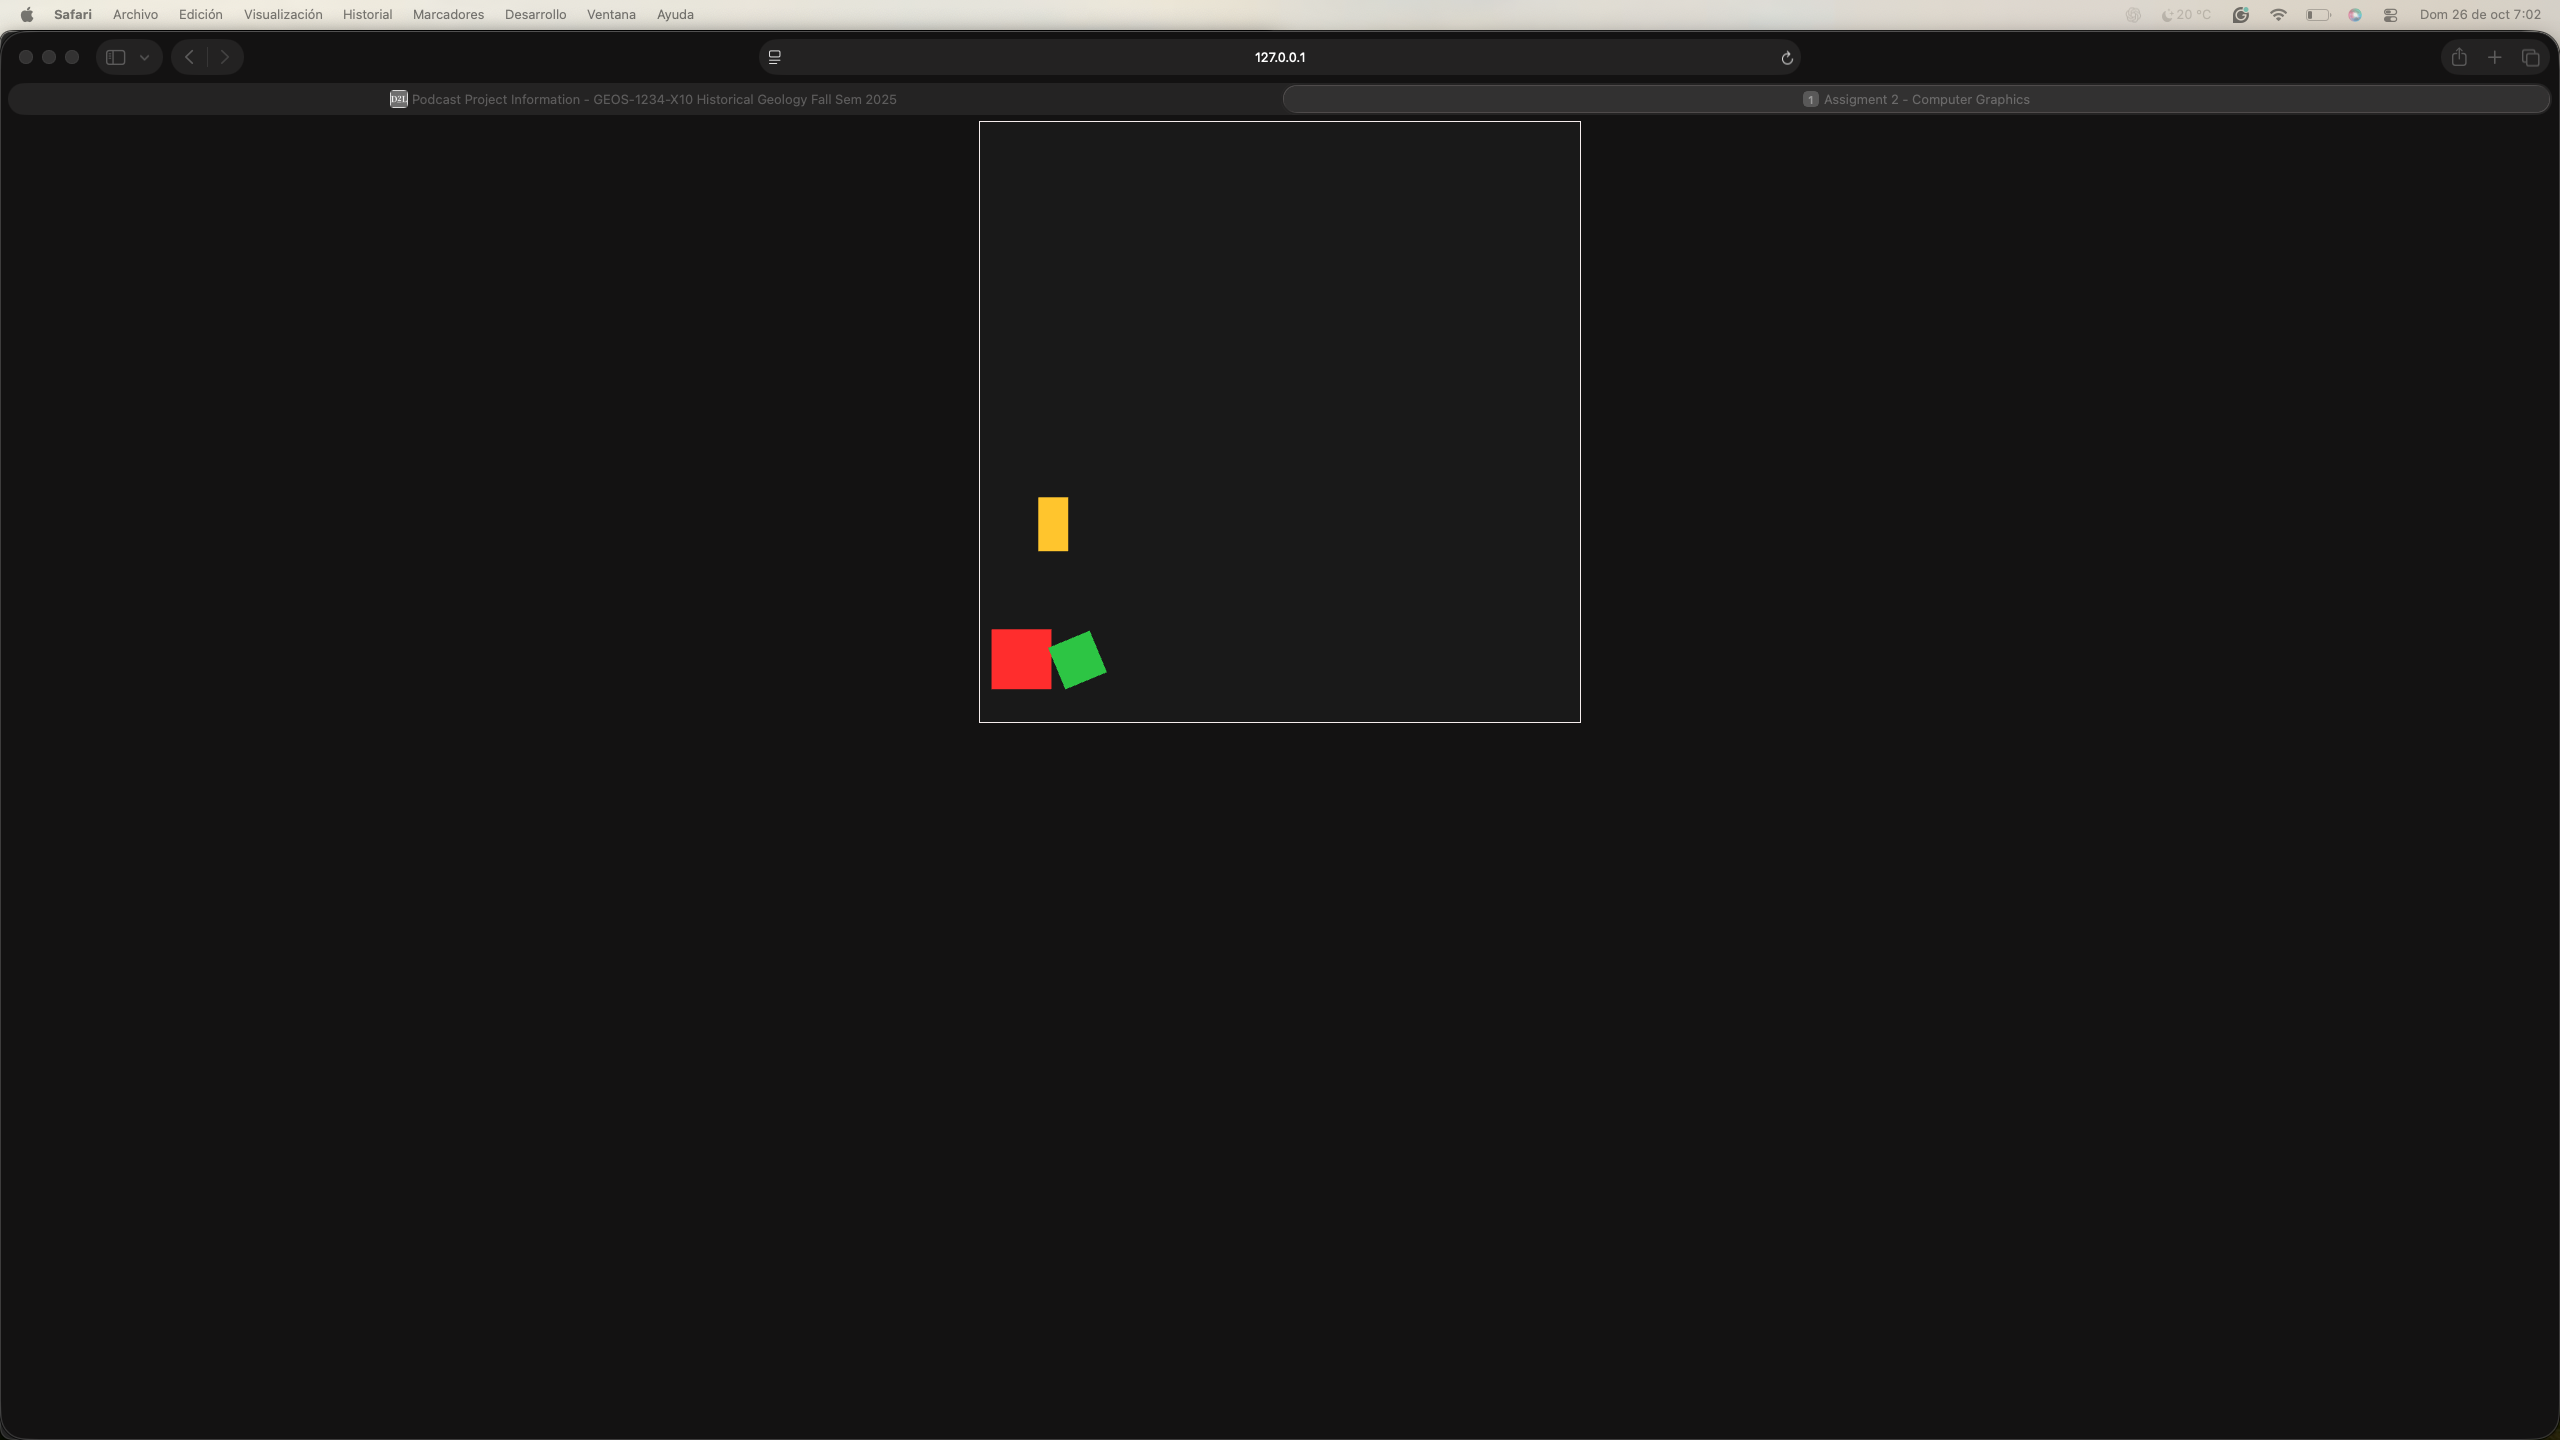 Safari Archivo Edición Visualización Historial Marcadores Desarrollo Ventana Ayuda 20 °C Dom 26 de oct 7:02
127.0.0.1
D2L Podcast Project Information - GEOS-1234-X10 Historical Geology Fall Sem 2025 1 Assigment 2 - Computer Graphics